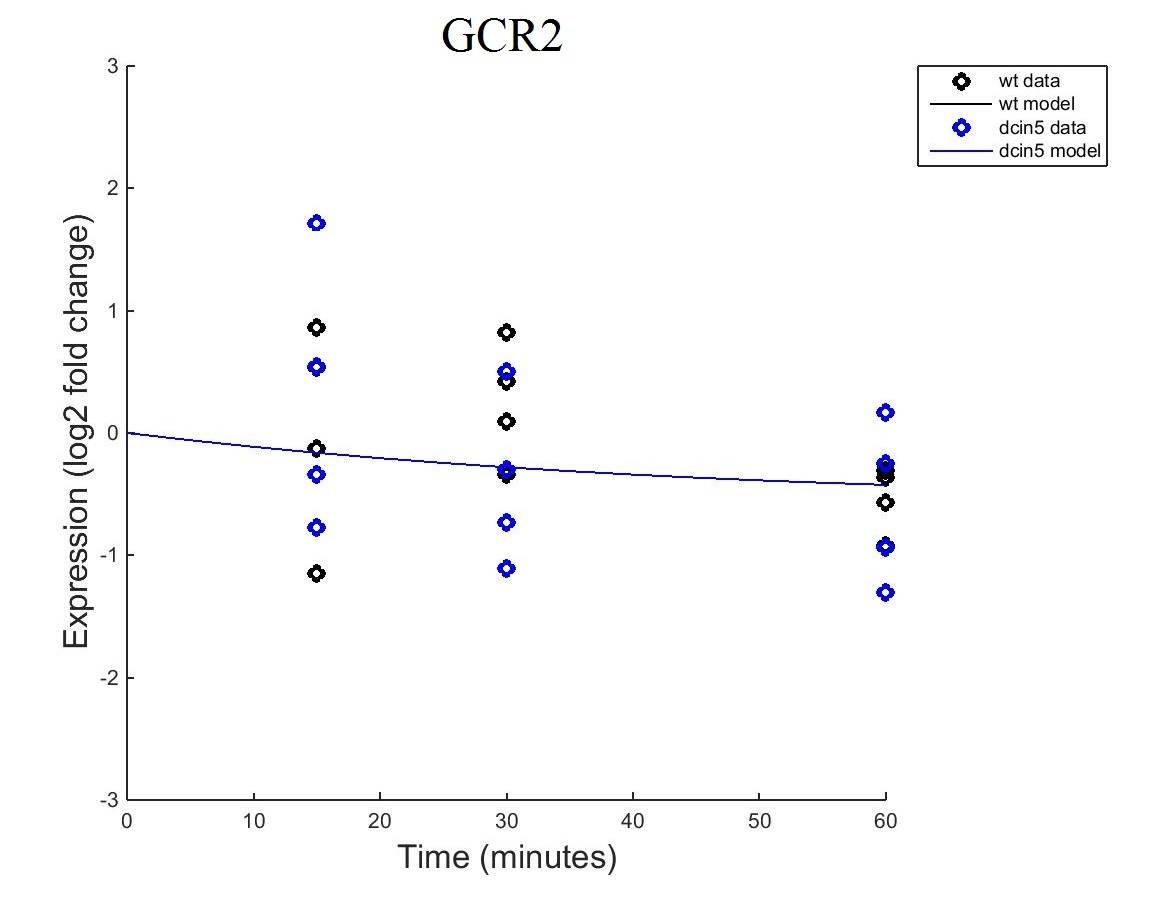 GCR2
wt data
wt model
dcin5 data
dcin5 model
3
2
1
0
-1
-2
-3
Expression (log2 fold change)
0 10 20 30 40 50 60
Time (minutes)